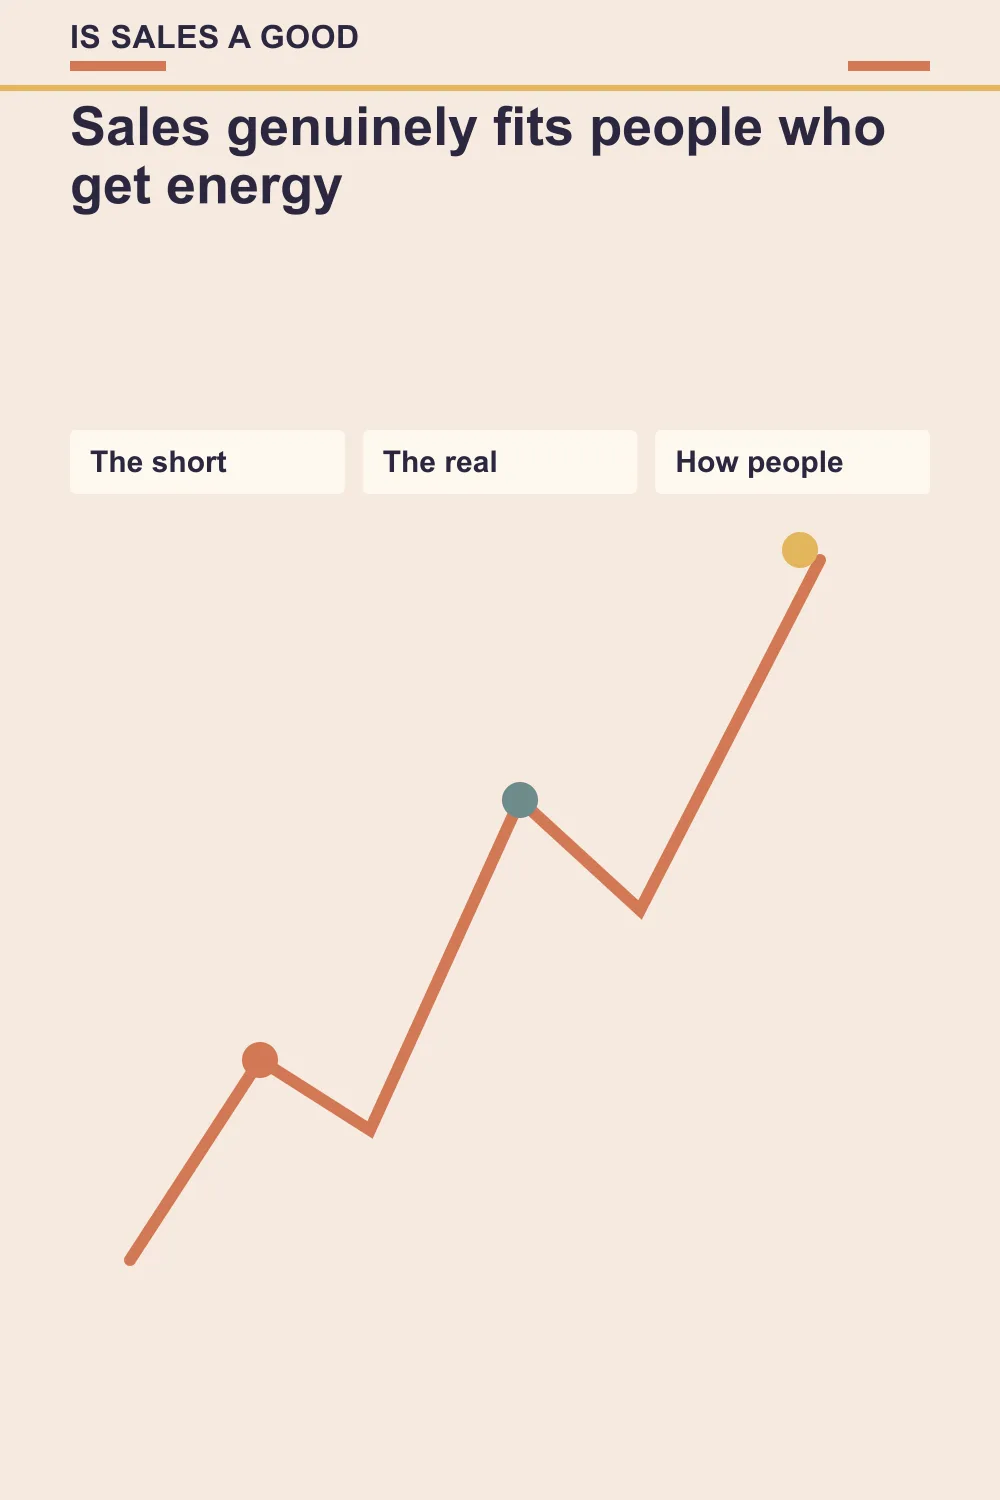 IS SALES A GOOD
Sales genuinely fits people who
get energy
The short
The real
How people